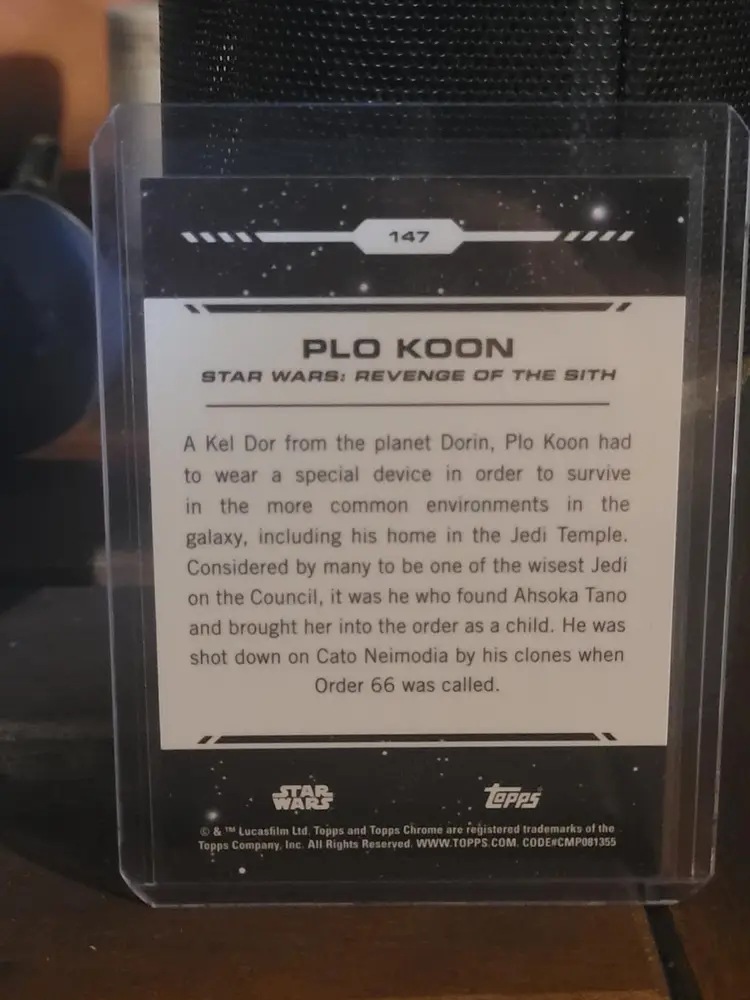 147
PLO KOON
STAR WARS: REVENGE OF THE SITH
A Kel Dor from the planet Dorin, Plo Koon had
to wear a special device in order to survive
in the more common environments in the
galaxy, including his home in the Jedi Temple.
Considered by many to be one of the wisest Jedi
on the Council, it was he who found Ahsoka Tano
and brought her into the order as a child. He was
shot down on Cato Neimodia by his clones when
Order 66 was called.
STAR WARS
Topps
© & ™ Lucasfilm Ltd. Topps and Topps Chrome are registered trademarks of the
Topps Company, Inc. All Rights Reserved. WWW.TOPPS.COM. CODE#CMP081355